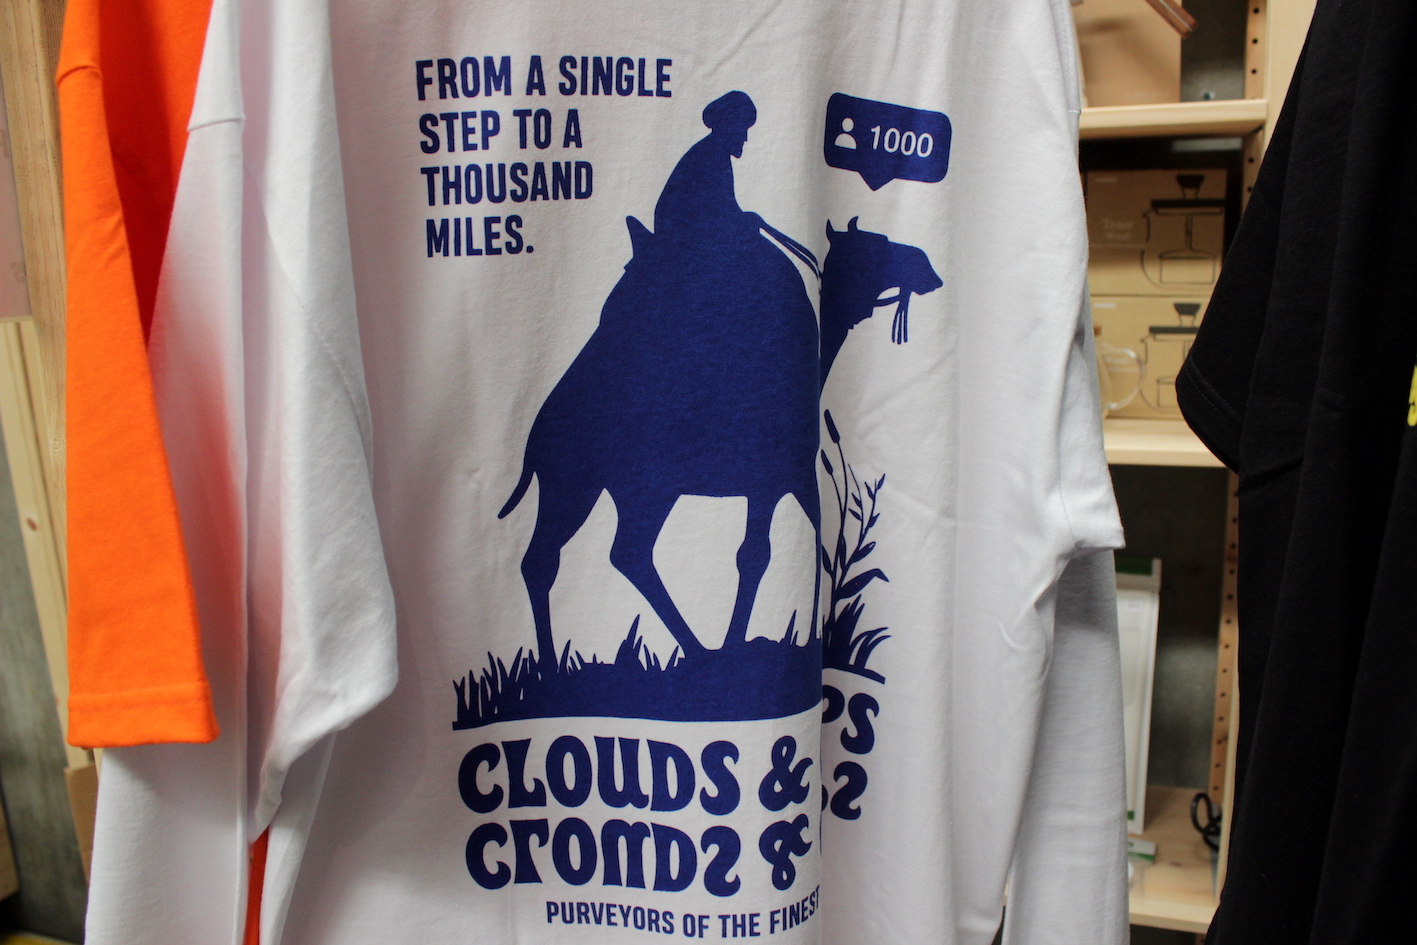 FROM A SINGLE
STEP TO A
THOUSAND
MILES.
1000
CLOUDS &
CLOUDS &
PURVEYORS OF THE FINEST